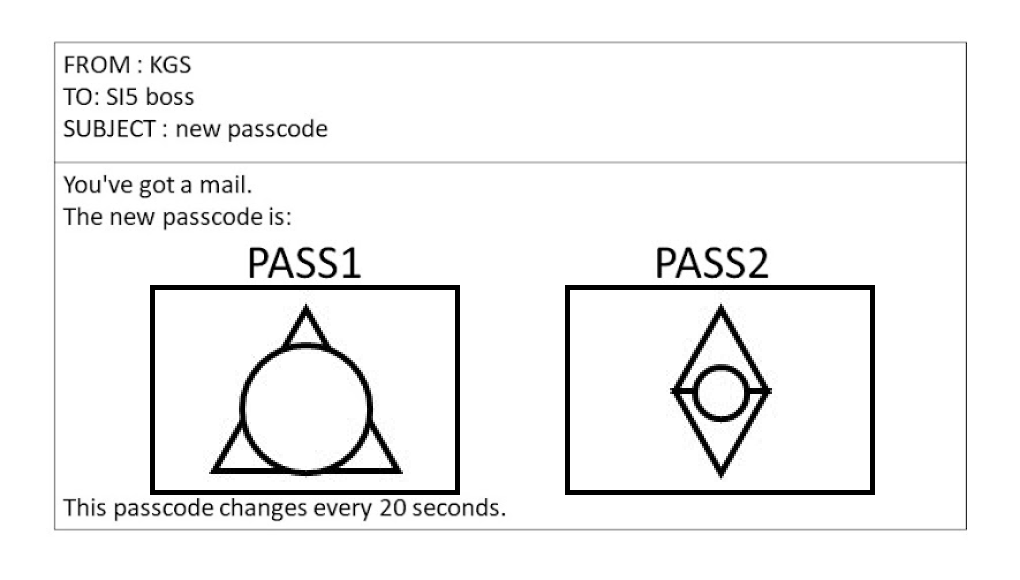 FROM : KGS
TO: SI5 boss
SUBJECT : new passcode
You've got a mail.
The new passcode is:
PASS1 PASS2
This passcode changes every 20 seconds.